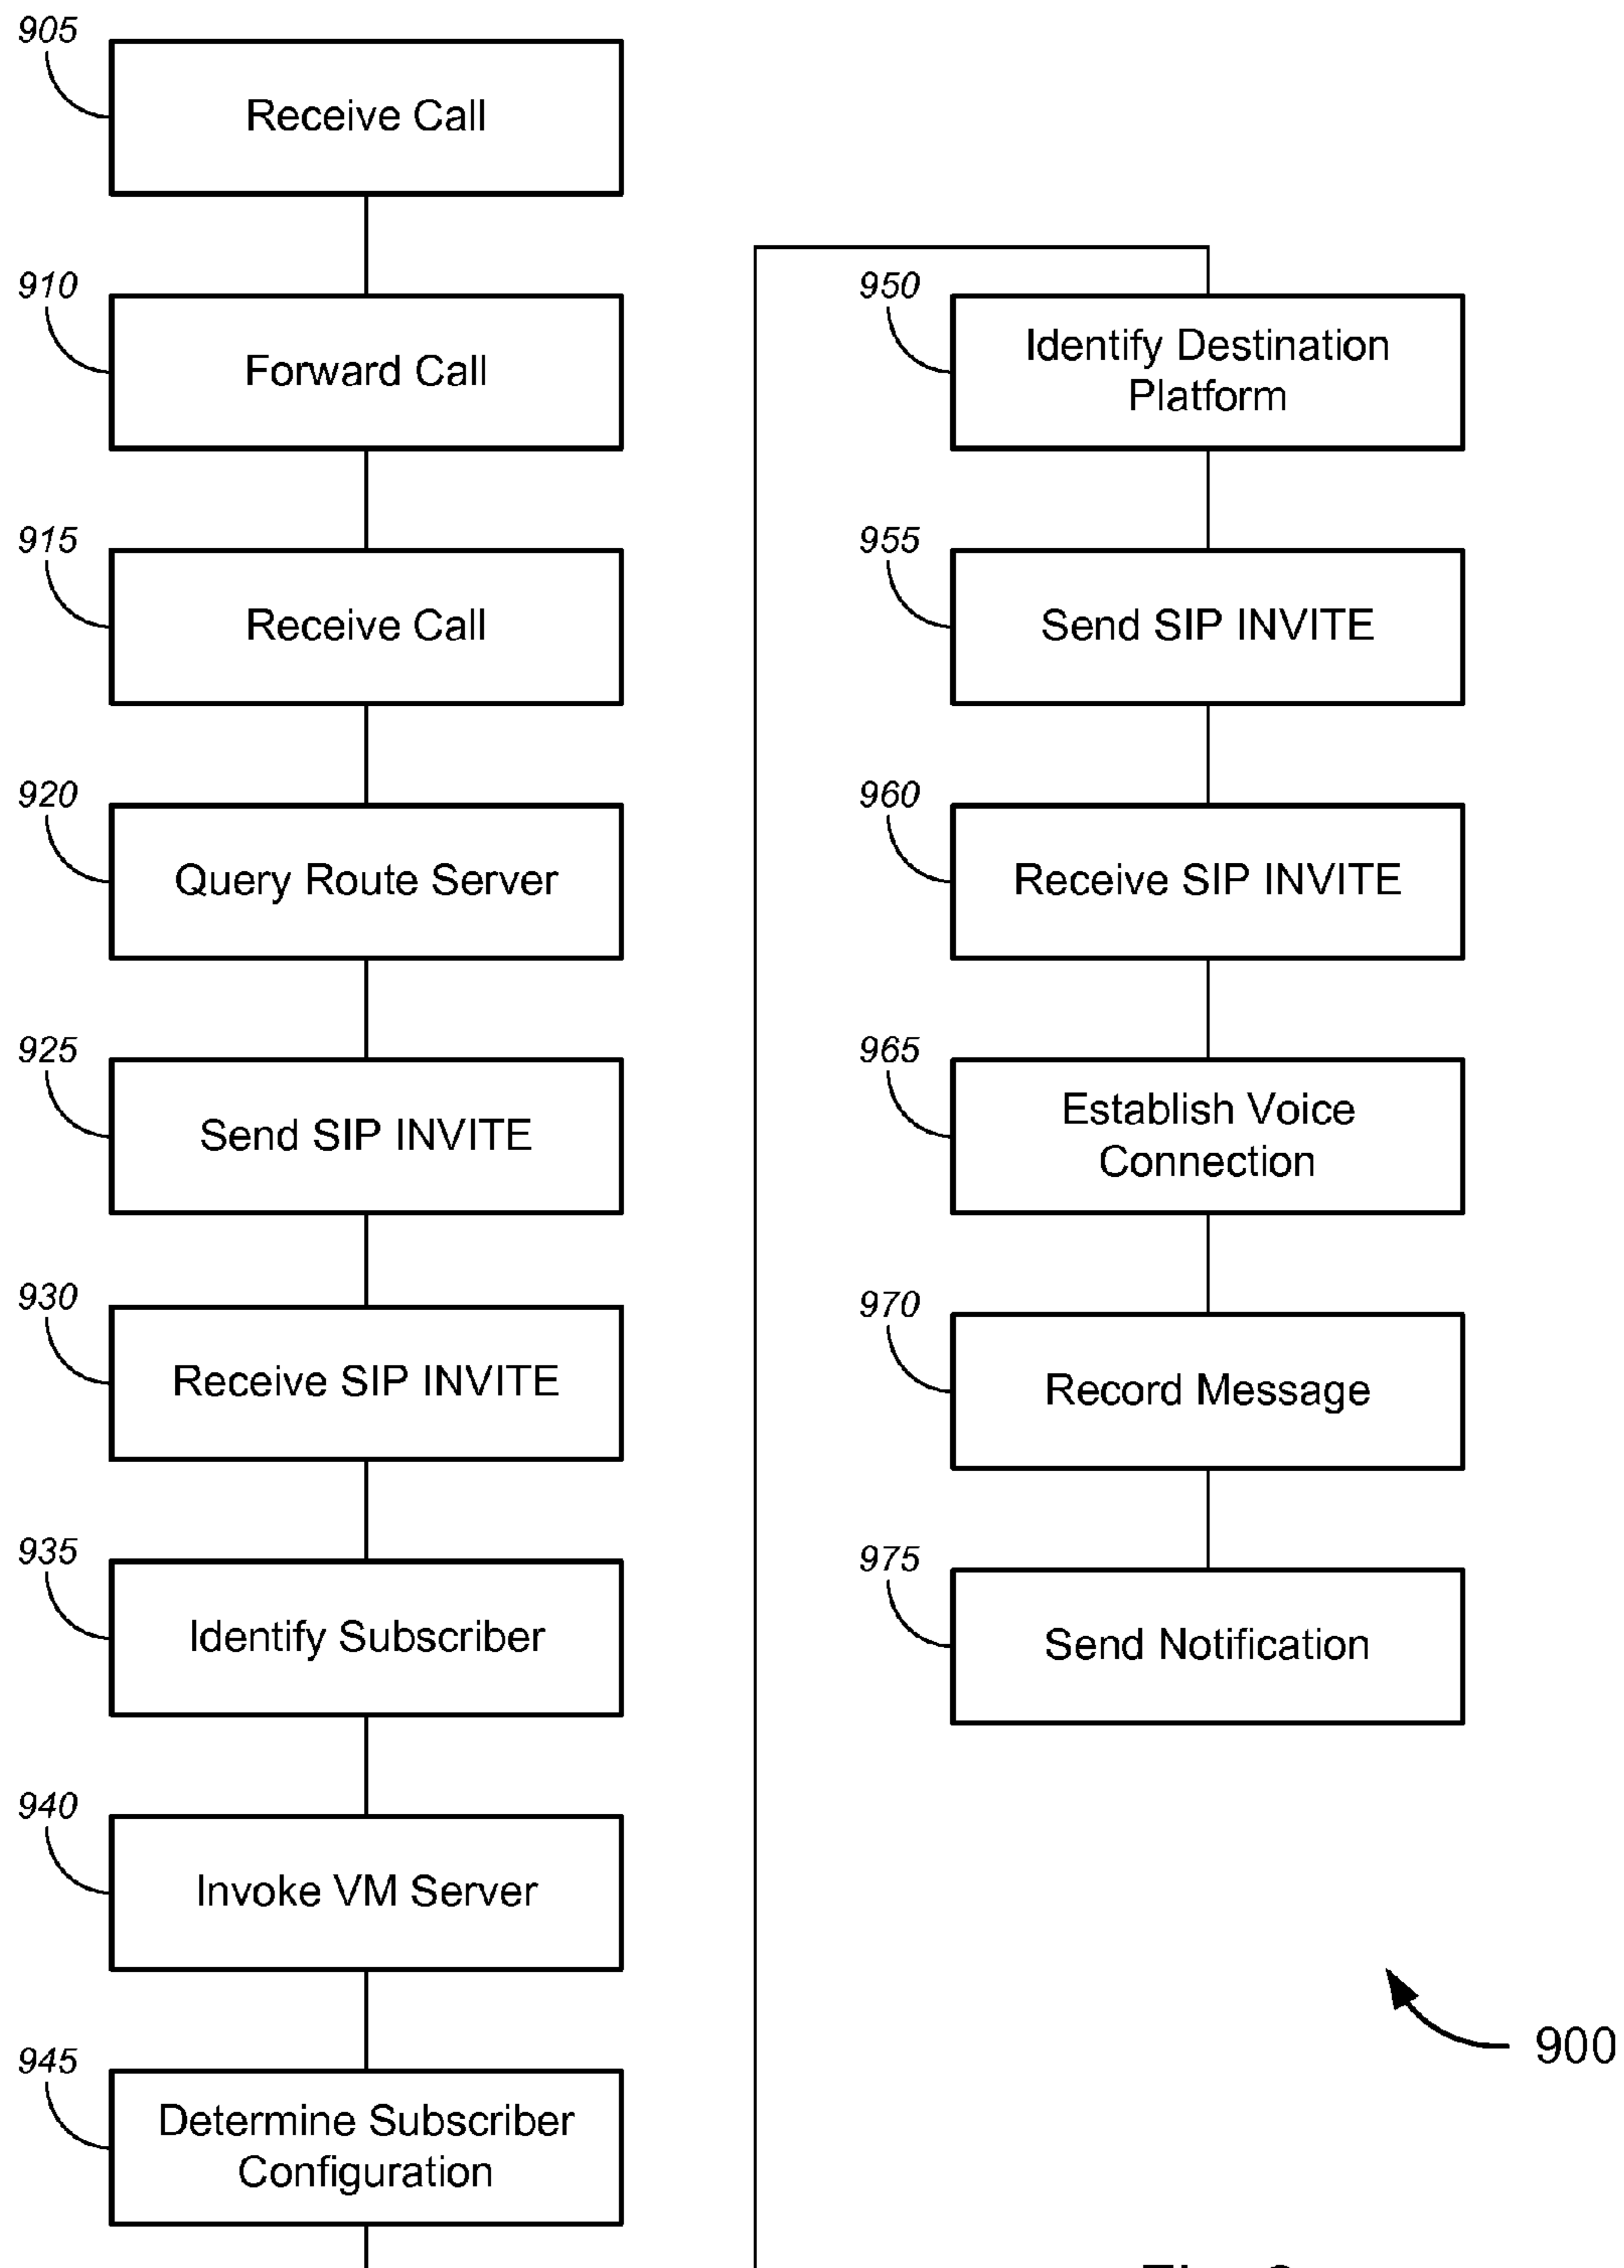 905
Receive Call
910
Forward Call
915
Receive Call
920
Query Route Server
925
Send SIP INVITE
930
Receive SIP INVITE
935
Identify Subscriber
940
Invoke VM Server
945
Determine Subscriber
Configuration
950
Identify Destination
Platform
955
Send SIP INVITE
960
Receive SIP INVITE
965
Establish Voice
Connection
970
Record Message
975
Send Notification
900